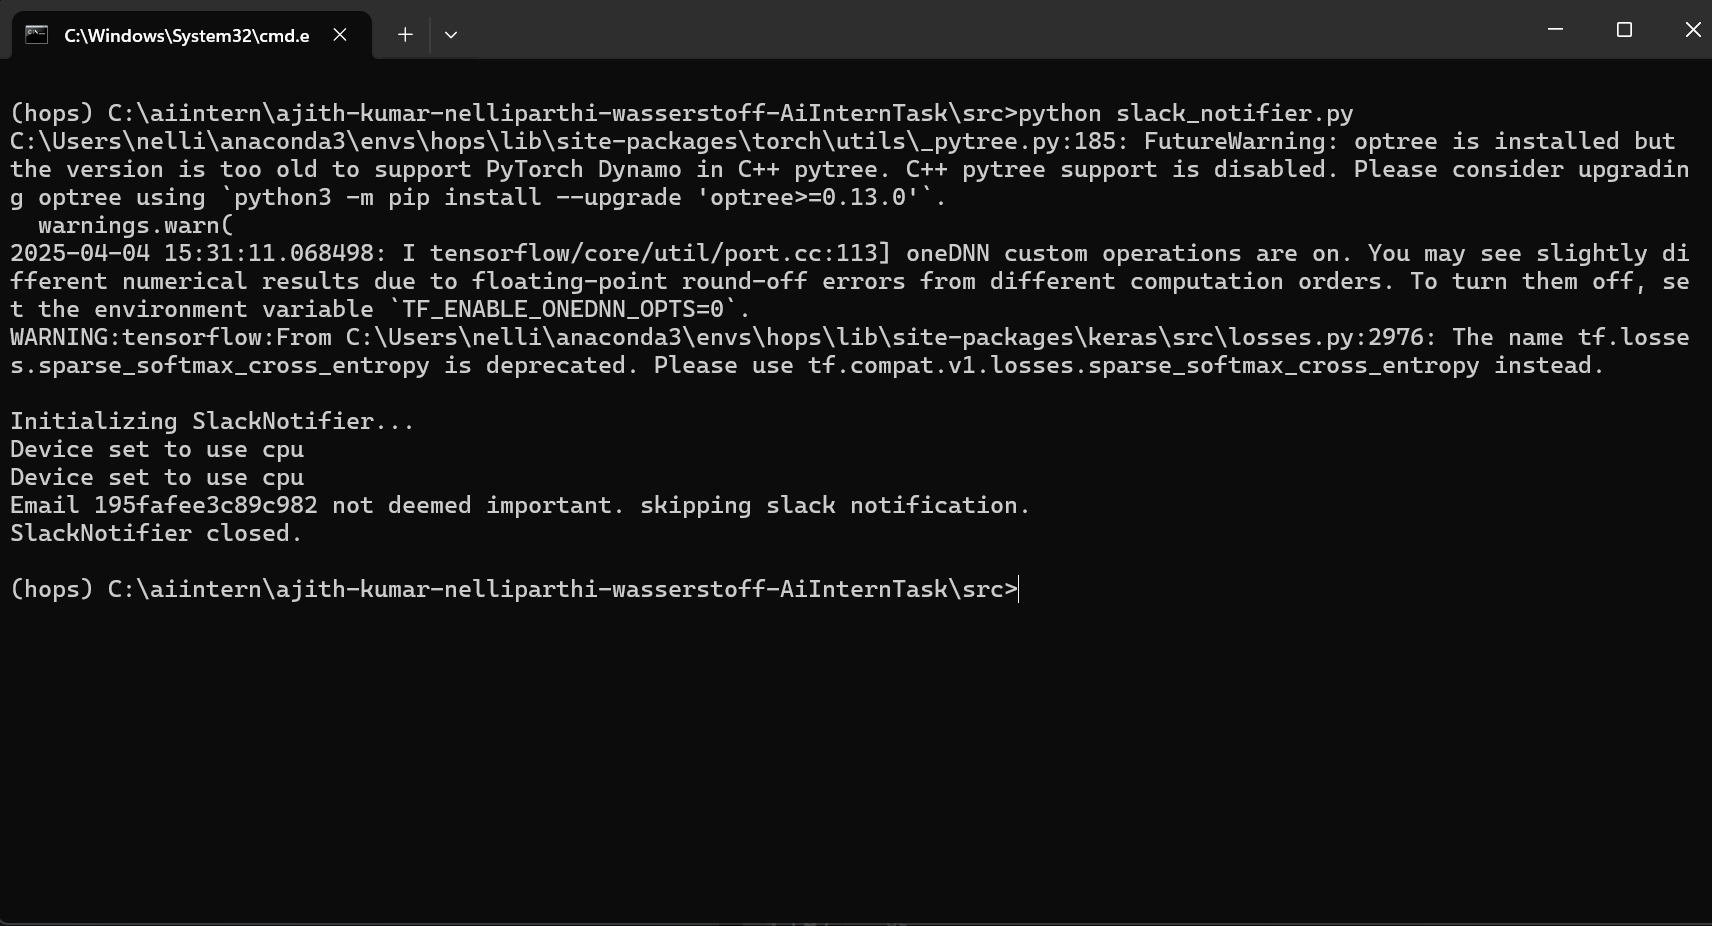 C:\Windows\System32\cmd.e
(hops) C:\aiintern\ajith-kumar-nelliparthi-wasserstoff-AiInternTask\src>python slack_notifier.py
C:\Users\nelli\anaconda3\envs\hops\lib\site-packages\torch\utils\_pytree.py:185: FutureWarning: optree is installed but
the version is too old to support PyTorch Dynamo in C++ pytree. C++ pytree support is disabled. Please consider upgradin
g optree using `python3 -m pip install --upgrade 'optree>=0.13.0'`.
  warnings.warn(
2025-04-04 15:31:11.068498: I tensorflow/core/util/port.cc:113] oneDNN custom operations are on. You may see slightly di
fferent numerical results due to floating-point round-off errors from different computation orders. To turn them off, se
t the environment variable `TF_ENABLE_ONEDNN_OPTS=0`.
WARNING:tensorflow:From C:\Users\nelli\anaconda3\envs\hops\lib\site-packages\keras\src\losses.py:2976: The name tf.losse
s.sparse_softmax_cross_entropy is deprecated. Please use tf.compat.v1.losses.sparse_softmax_cross_entropy instead.
Initializing SlackNotifier...
Device set to use cpu
Device set to use cpu
Email 195fafee3c89c982 not deemed important. skipping slack notification.
SlackNotifier closed.
(hops) C:\aiintern\ajith-kumar-nelliparthi-wasserstoff-AiInternTask\src>